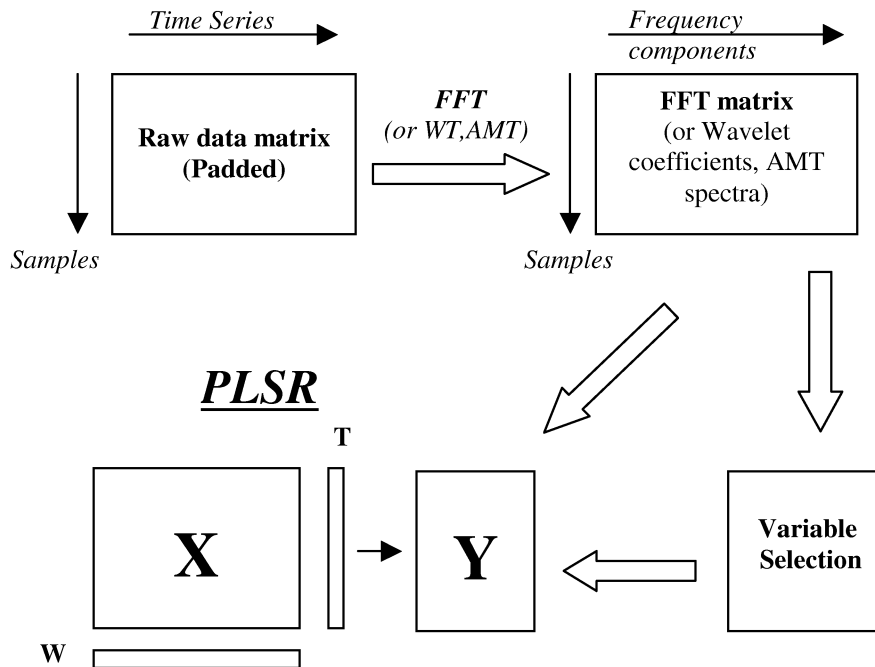 Time Series
Frequency
components
Raw data matrix
(Padded)
FFT
(or WT,AMT)
FFT matrix
(or Wavelet
coefficients, AMT
spectra)
Samples
Samples
PLSR
T
X
Y
Variable
Selection
W